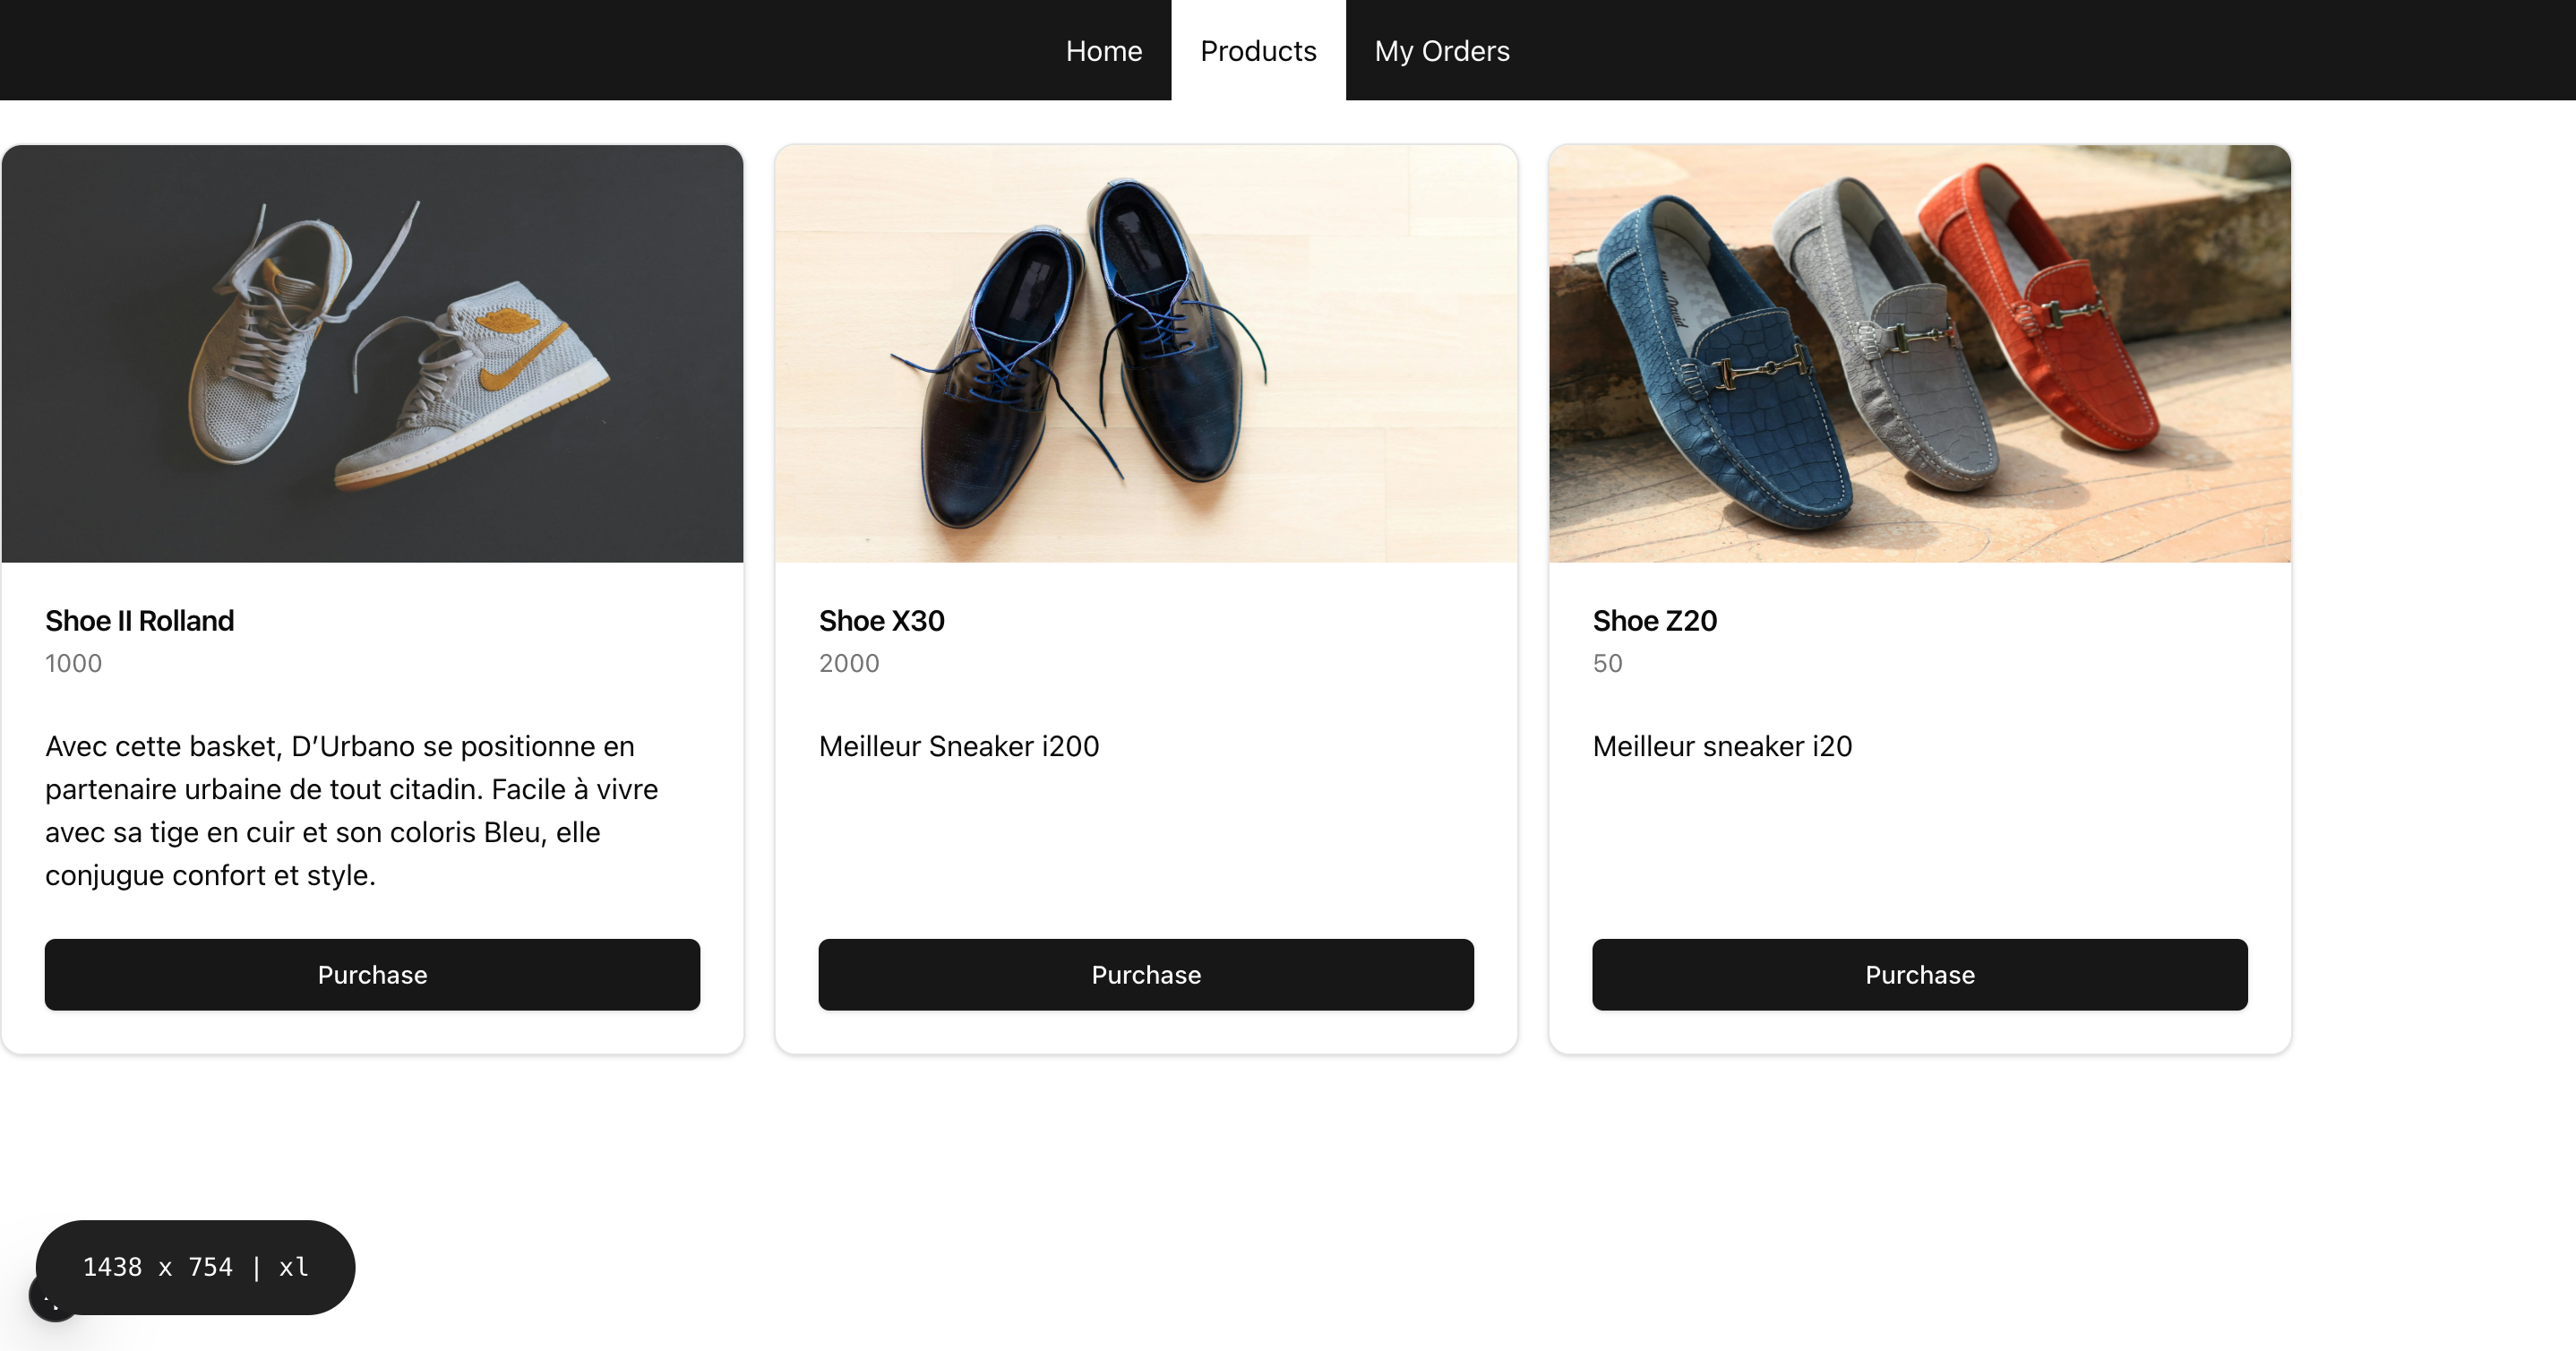 Home Products My Orders
Shoe II Rolland
1000
Avec cette basket, D’Urbano se positionne en
partenaire urbaine de tout citadin. Facile à vivre
avec sa tige en cuir et son coloris Bleu, elle
conjugue confort et style.
Purchase
Shoe X30
2000
Meilleur Sneaker i200
Purchase
Shoe Z20
50
Meilleur sneaker i20
Purchase
1438 x 754 | xl